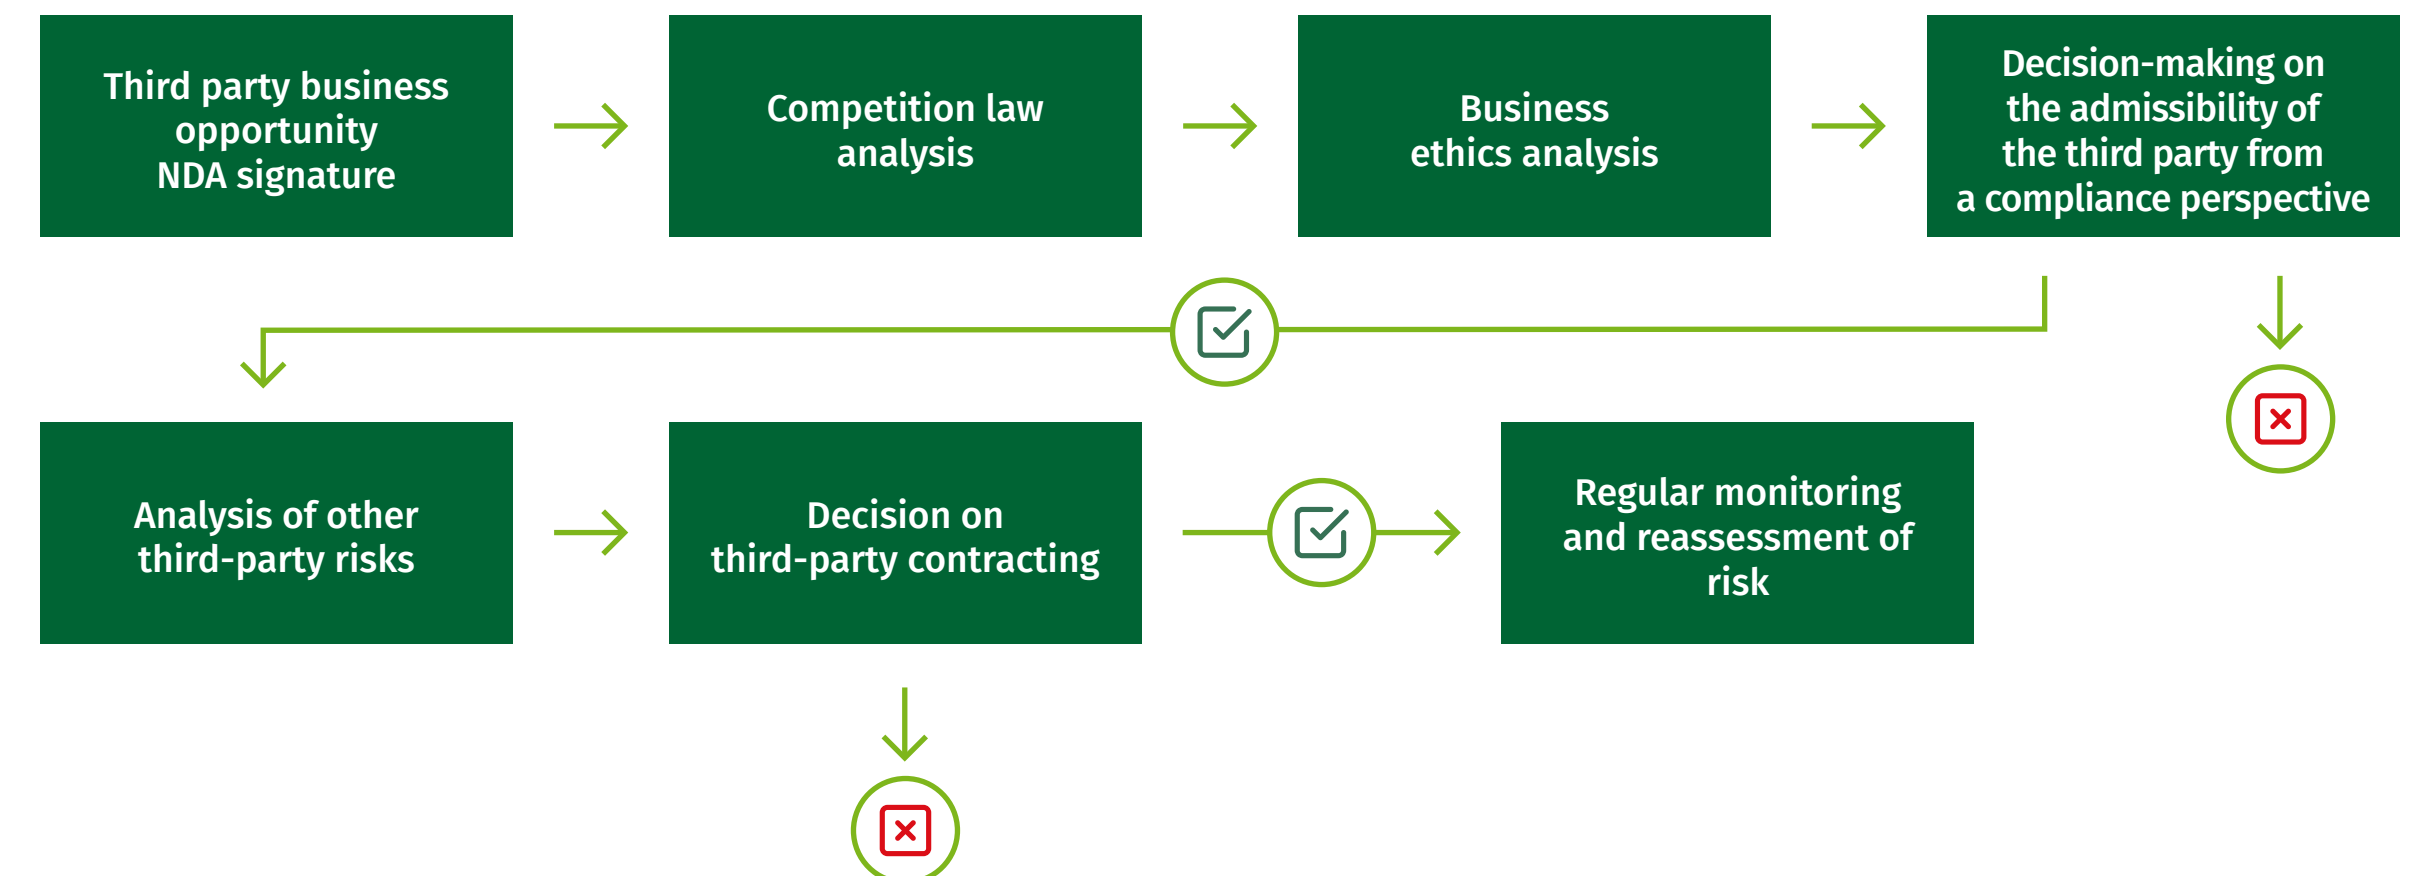 Third party business
opportunity
NDA signature
Competition law
analysis
Business
ethics analysis
Decision-making on
the admissibility of
the third party from
a compliance perspective
Analysis of other
third-party risks
Decision on
third-party contracting
Regular monitoring
and reassessment of
risk